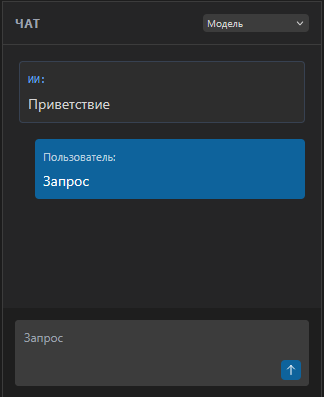 ЧАТ
Модель
ИИ:
Приветствие
Пользователь:
Запрос
Запрос